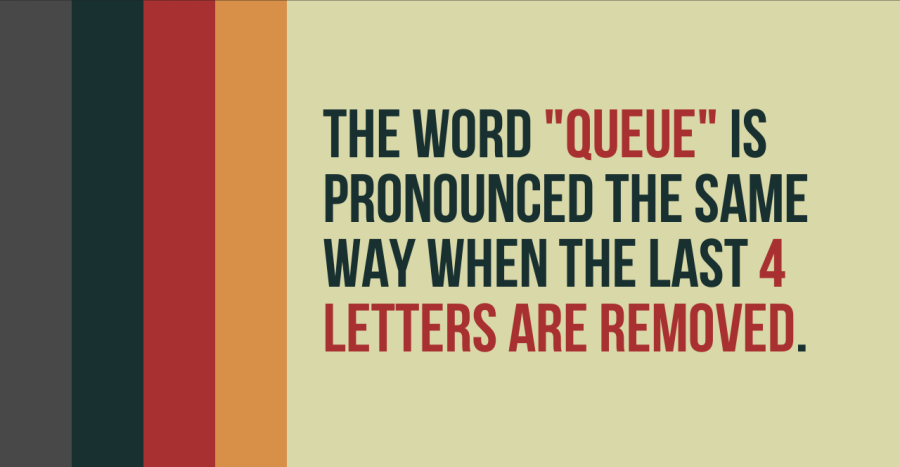 THE WORD "QUEUE" IS
PRONOUNCED THE SAME
WAY WHEN THE LAST 4
LETTERS ARE REMOVED.